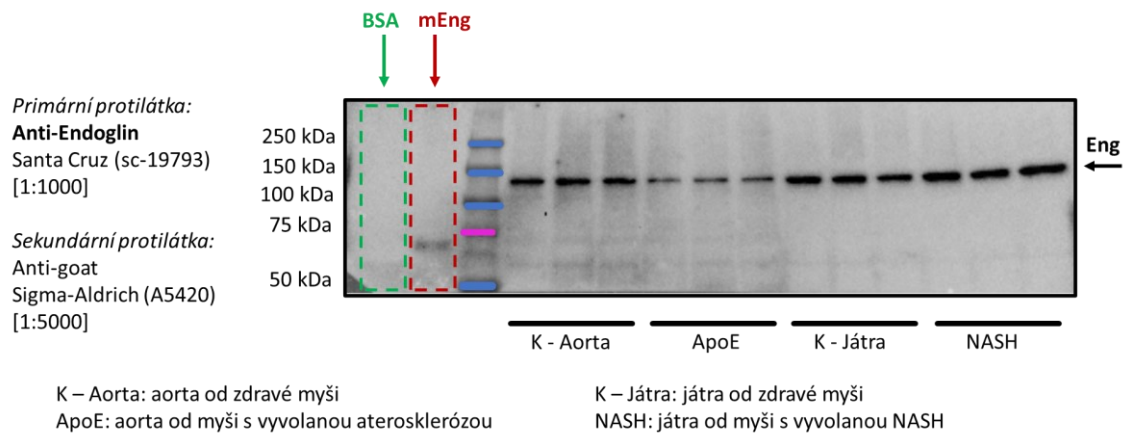 BSA
mEng
Primární protilátka:
Anti-Endoglin
Santa Cruz (sc-19793)
[1:1000]
Sekundární protilátka:
Anti-goat
Sigma-Aldrich (A5420)
[1:5000]
250 kDa
150 kDa
100 kDa
75 kDa
50 kDa
Eng
K - Aorta
ApoE
K - Játra
NASH
K – Aorta: aorta od zdravé myši
ApoE: aorta od myši s vyvolanou aterosklerózou
K – Játra: játra od zdravé myši
NASH: játra od myši s vyvolanou NASH